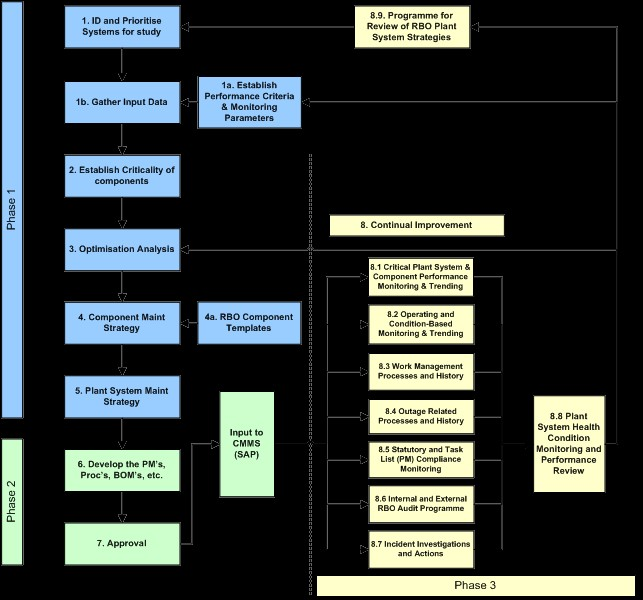 Phase 1
1. ID and Prioritise
Systems for study
8.9. Programme for
Review of RBO Plant
System Strategies
1b. Gather Input Data
1a. Establish
Performance Criteria
& Monitoring
Parameters
2. Establish Criticality of
components
3. Optimisation Analysis
8. Continual Improvement
4. Component Maint
Strategy
4a. RBO Component
Templates
5. Plant System Maint
Strategy
Phase 2
6. Develop the PM's,
Proc's, BOM's, etc.
7. Approval
Input to
CMMS
(SAP)
8.1 Critical Plant System &
Component Performance
Monitoring & Trending
8.2 Operating and
Condition-Based
Monitoring & Trending
8.3 Work Management
Processes and History
8.4 Outage Related
Processes and History
8.5 Statutory and Task
List (PM) Compliance
Monitoring
8.6 Internal and External
RBO Audit Programme
8.7 Incident Investigations
and Actions
8.8 Plant
System Health
Condition
Monitoring and
Performance
Review
Phase 3